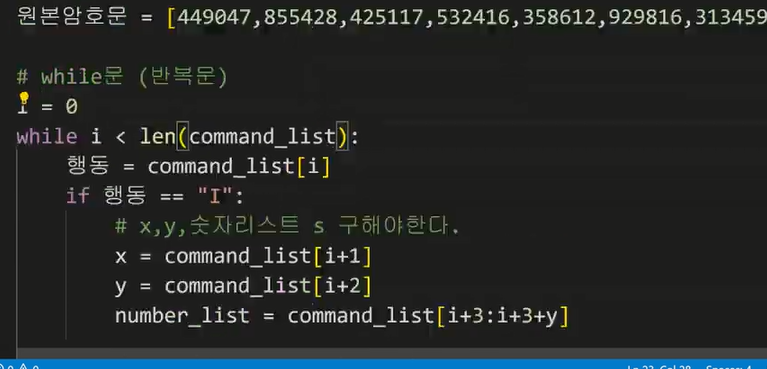 원본암호문 = [449047,855428,425117,532416,358612,929816,313459
# while문 (반복문)
i = 0
while i < len(command_list):
행동 = command_list[i]
if 행동 == "I":
# x,y,숫자리스트 s 구해야한다.
x = command_list[i+1]
y = command_list[i+2]
number_list = command_list[i+3:i+3+y]